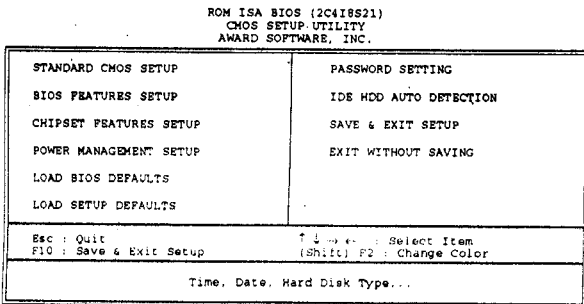 ROM ISA BIOS (2C4I8S21)
CMOS SETUP UTILITY
AWARD SOFTWARE, INC.
STANDARD CMOS SETUP
BIOS FEATURES SETUP
CHIPSET FEATURES SETUP
POWER MANAGEMENT SETUP
LOAD BIOS DEFAULTS
LOAD SETUP DEFAULTS
PASSWORD SETTING
IDE HDD AUTO DETECTION
SAVE & EXIT SETUP
EXIT WITHOUT SAVING
Esc : Quit
F10 : Save & Exit Setup
↑ ↓ → ← : Select Item
(Shift) F2 : Change Color
Time, Date, Hard Disk Type...